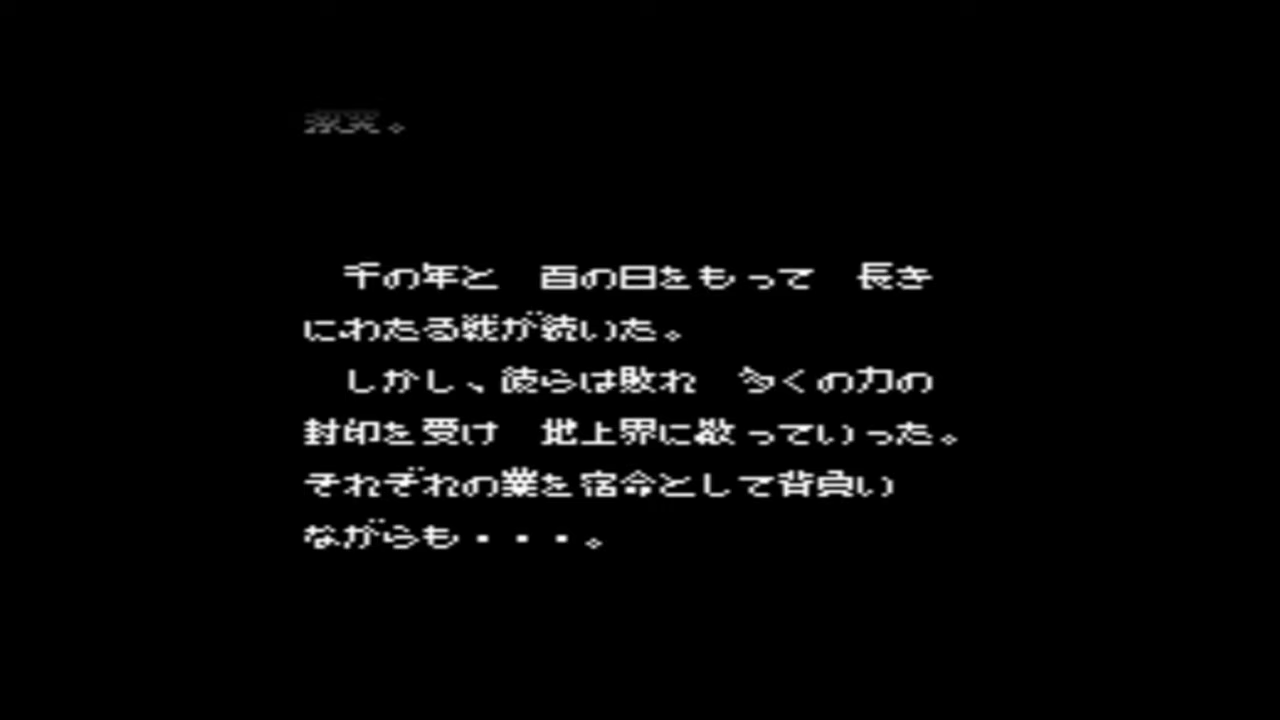 千の年と　百の日をもって　長き
にわたる戦が続いた。
　しかし、彼らは敗れ　多くの力の
封印を受け　地上界に散っていった。
それぞれの業を宿命として背負い
ながらも・・・。